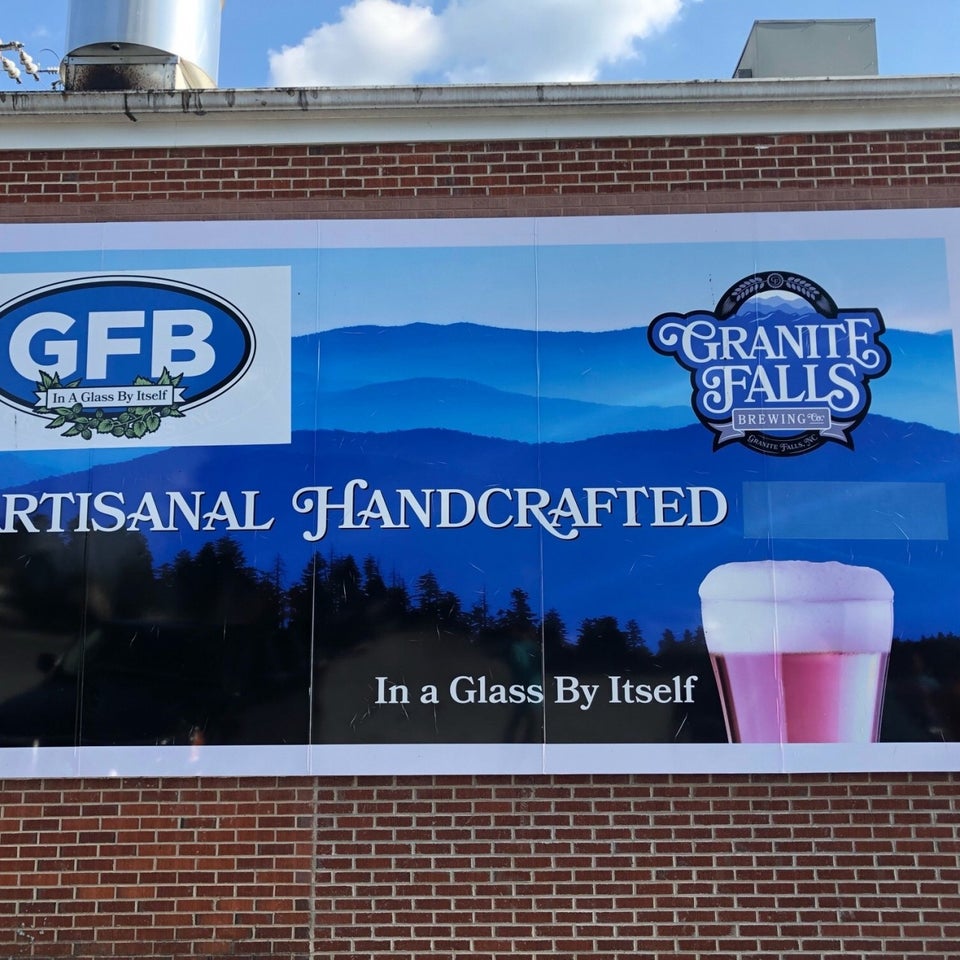 GFB
In A Glass By Itself
GRANITE
FALLS
BREWING Co.
GRANITE FALLS, NC
RTISANAL HANDCRAFTED
In a Glass By Itself